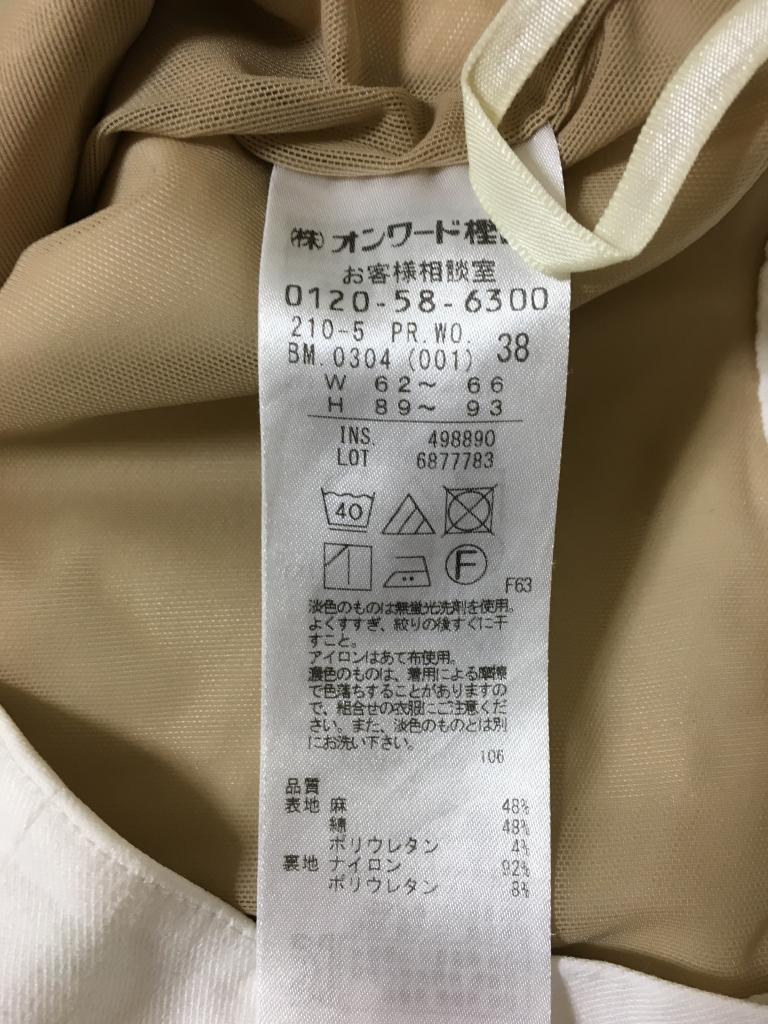 (株)オンワード樫
お客様相談室
0120-58-6300
210-5 PR.WO.
BM.0304 (001) 38
W 62～ 66
H 89～ 93
INS. 498890
LOT 6877783
40
F
F63
淡色のものは無蛍光洗剤を使用。
よくすすぎ、絞りの後すぐに干
すこと。
アイロンはあて布使用。
濃色のものは、着用による摩擦
で色落ちすることがありますの
で、組合せの衣服にご注意くだ
さい。また、淡色のものとは別
にお洗い下さい。
106
品質
表地 麻 48%
綿 48%
ポリウレタン 4%
裏地 ナイロン 92%
ポリウレタン 8%